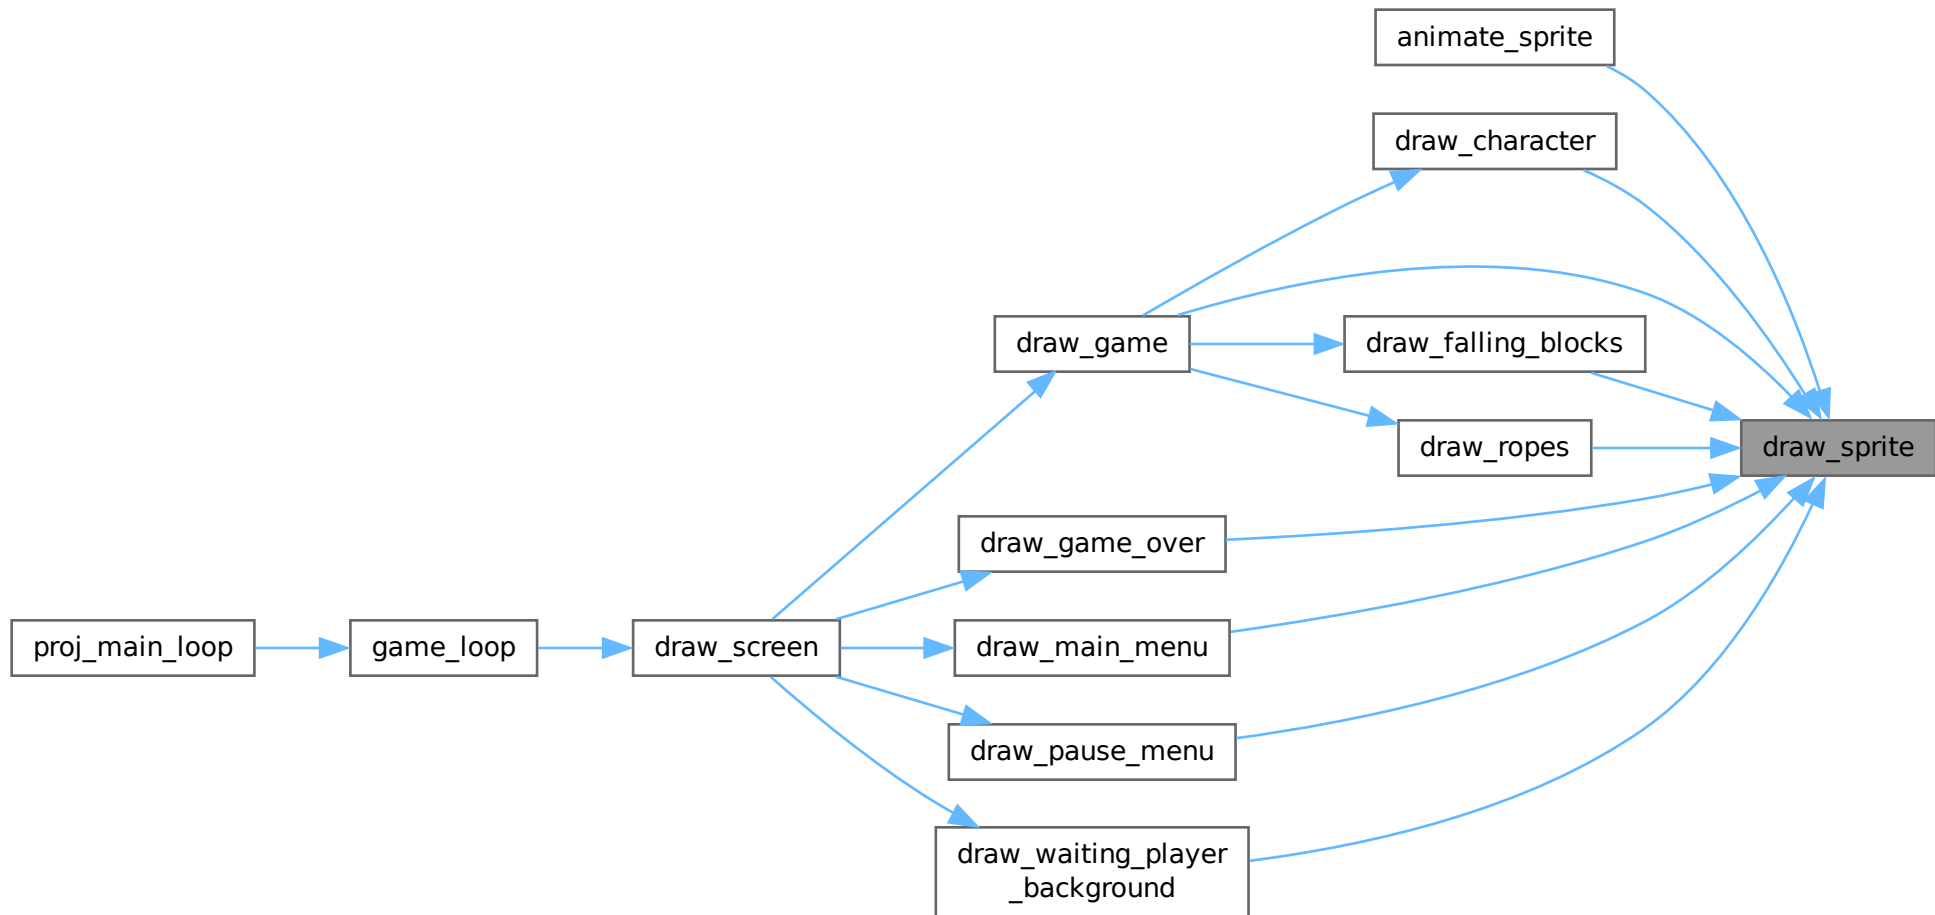 animate_sprite
draw_character
draw_game
draw_falling_blocks
draw_ropes
draw_sprite
draw_game_over
proj_main_loop
game_loop
draw_screen
draw_main_menu
draw_pause_menu
draw_waiting_player
_background